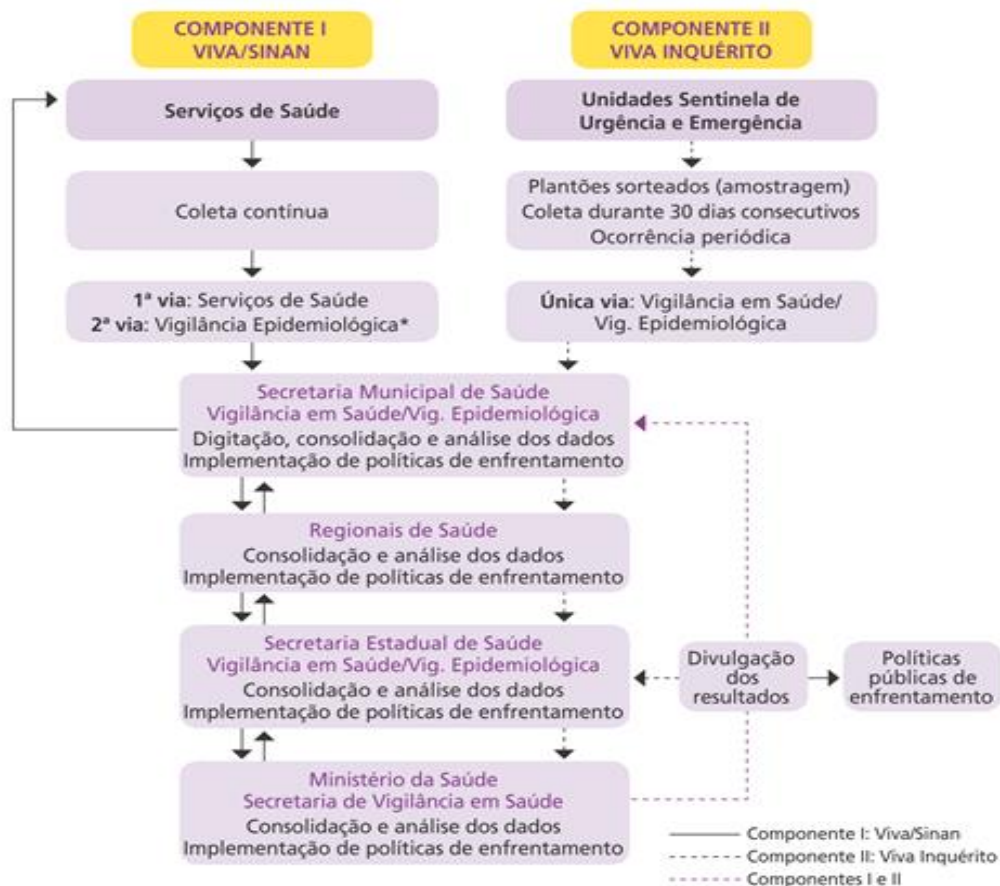 COMPONENTE I
VIVA/SINAN
COMPONENTE II
VIVA INQUÉRITO
Serviços de Saúde
Unidades Sentinela de
Urgência e Emergência
Coleta contínua
Plantões sorteados (amostragem)
Coleta durante 30 dias consecutivos
Ocorrência periódica
1ª via: Serviços de Saúde
2ª via: Vigilância Epidemiológica*
Única via: Vigilância em Saúde/
Vig. Epidemiológica
Secretaria Municipal de Saúde
Vigilância em Saúde/Vig. Epidemiológica
Digitação, consolidação e análise dos dados
Implementação de políticas de enfrentamento
Regionais de Saúde
Consolidação e análise dos dados
Implementação de políticas de enfrentamento
Secretaria Estadual de Saúde
Vigilância em Saúde/Vig. Epidemiológica
Consolidação e análise dos dados
Implementação de políticas de enfrentamento
Divulgação
dos
resultados
Políticas
públicas de
enfrentamento
Ministério da Saúde
Secretaria de Vigilância em Saúde
Consolidação e análise dos dados
Implementação de políticas de enfrentamento
Componente I: Viva/Sinan
Componente II: Viva Inquérito
Componentes I e II